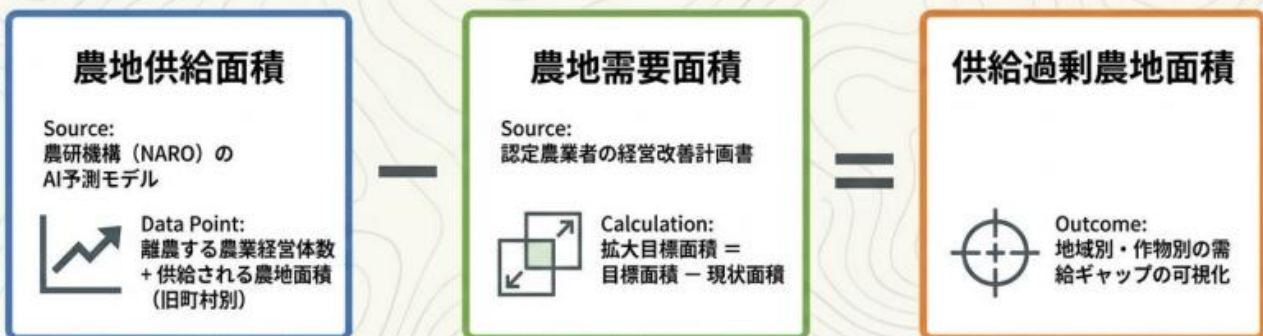 農地供給面積
Source:
農研機構（NARO）の
AI予測モデル
Data Point:
離農する農業経営体数
+ 供給される農地面積
（旧町村別）
−
農地需要面積
Source:
認定農業者の経営改善計画書
Calculation:
拡大目標面積 =
目標面積 − 現状面積
=
供給過剰農地面積
Outcome:
地域別・作物別の需
給ギャップの可視化